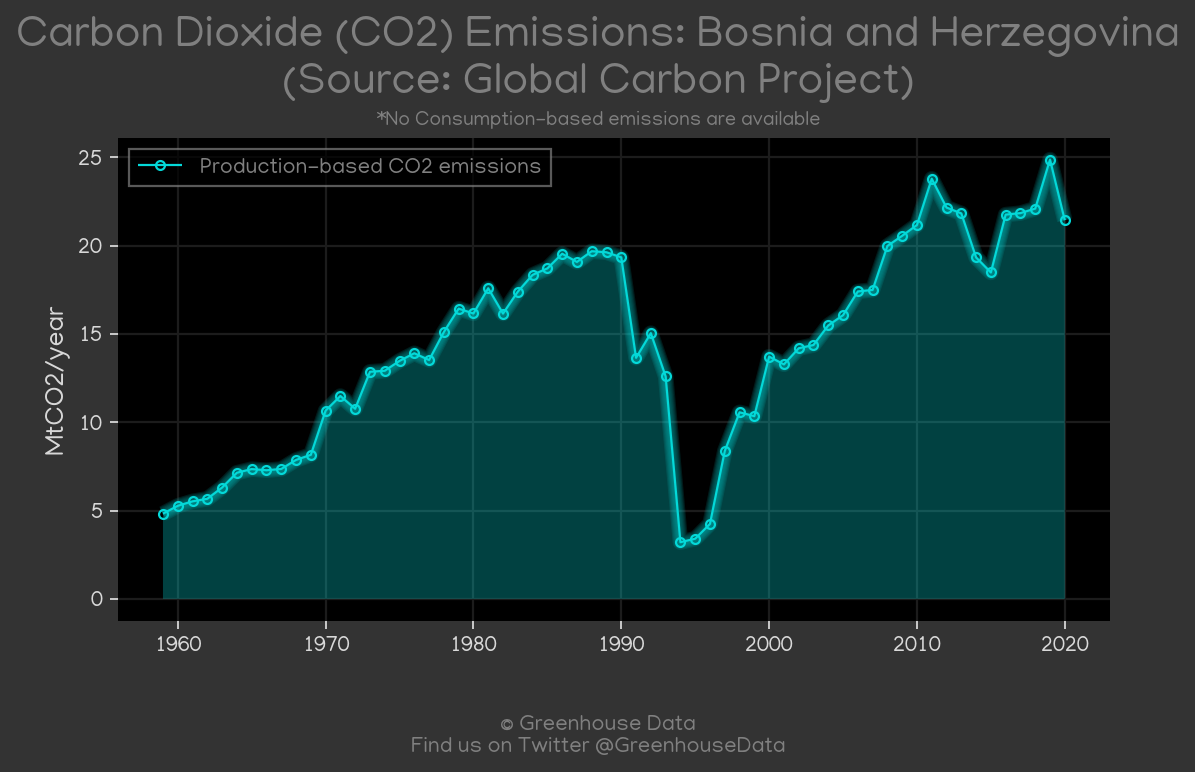 Carbon Dioxide (CO2) Emissions: Bosnia and Herzegovina
(Source: Global Carbon Project)
*No Consumption-based emissions are available
Production-based CO2 emissions
MtCO2/year
25
20
15
10
5
0
1960 1970 1980 1990 2000 2010 2020
© Greenhouse Data
Find us on Twitter @GreenhouseData